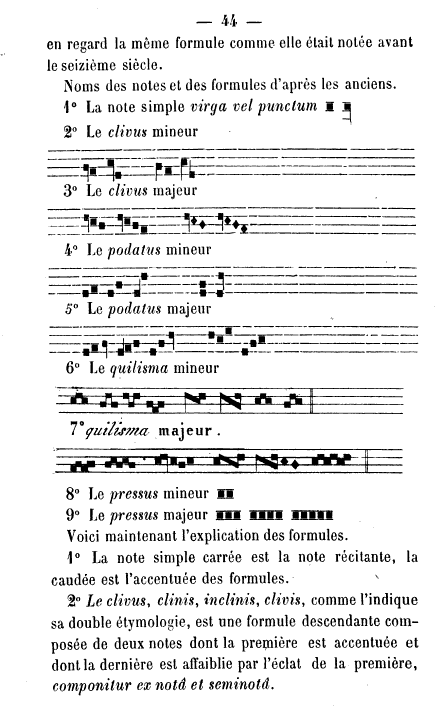 — 44 —
en regard la même formule comme elle était notée avant
le seizième siècle.
Noms des notes et des formules d'après les anciens.
1° La note simple virga vel punctum
2° Le clivus mineur
3° Le clivus majeur
4° Le podatus mineur
5° Le podatus majeur
6° Le quilisma mineur
7° quilisma majeur.
8° Le pressus mineur
9° Le pressus majeur
Voici maintenant l'explication des formules.
1° La note simple carrée est la note récitante, la
caudée est l'accentuée des formules.
2° Le clivus, clinis, inclinis, clivis, comme l'indique
sa double étymologie, est une formule descendante com-
posée de deux notes dont la première est accentuée et
dont la dernière est affaiblie par l'éclat de la première,
componitur ex notâ et seminotâ.